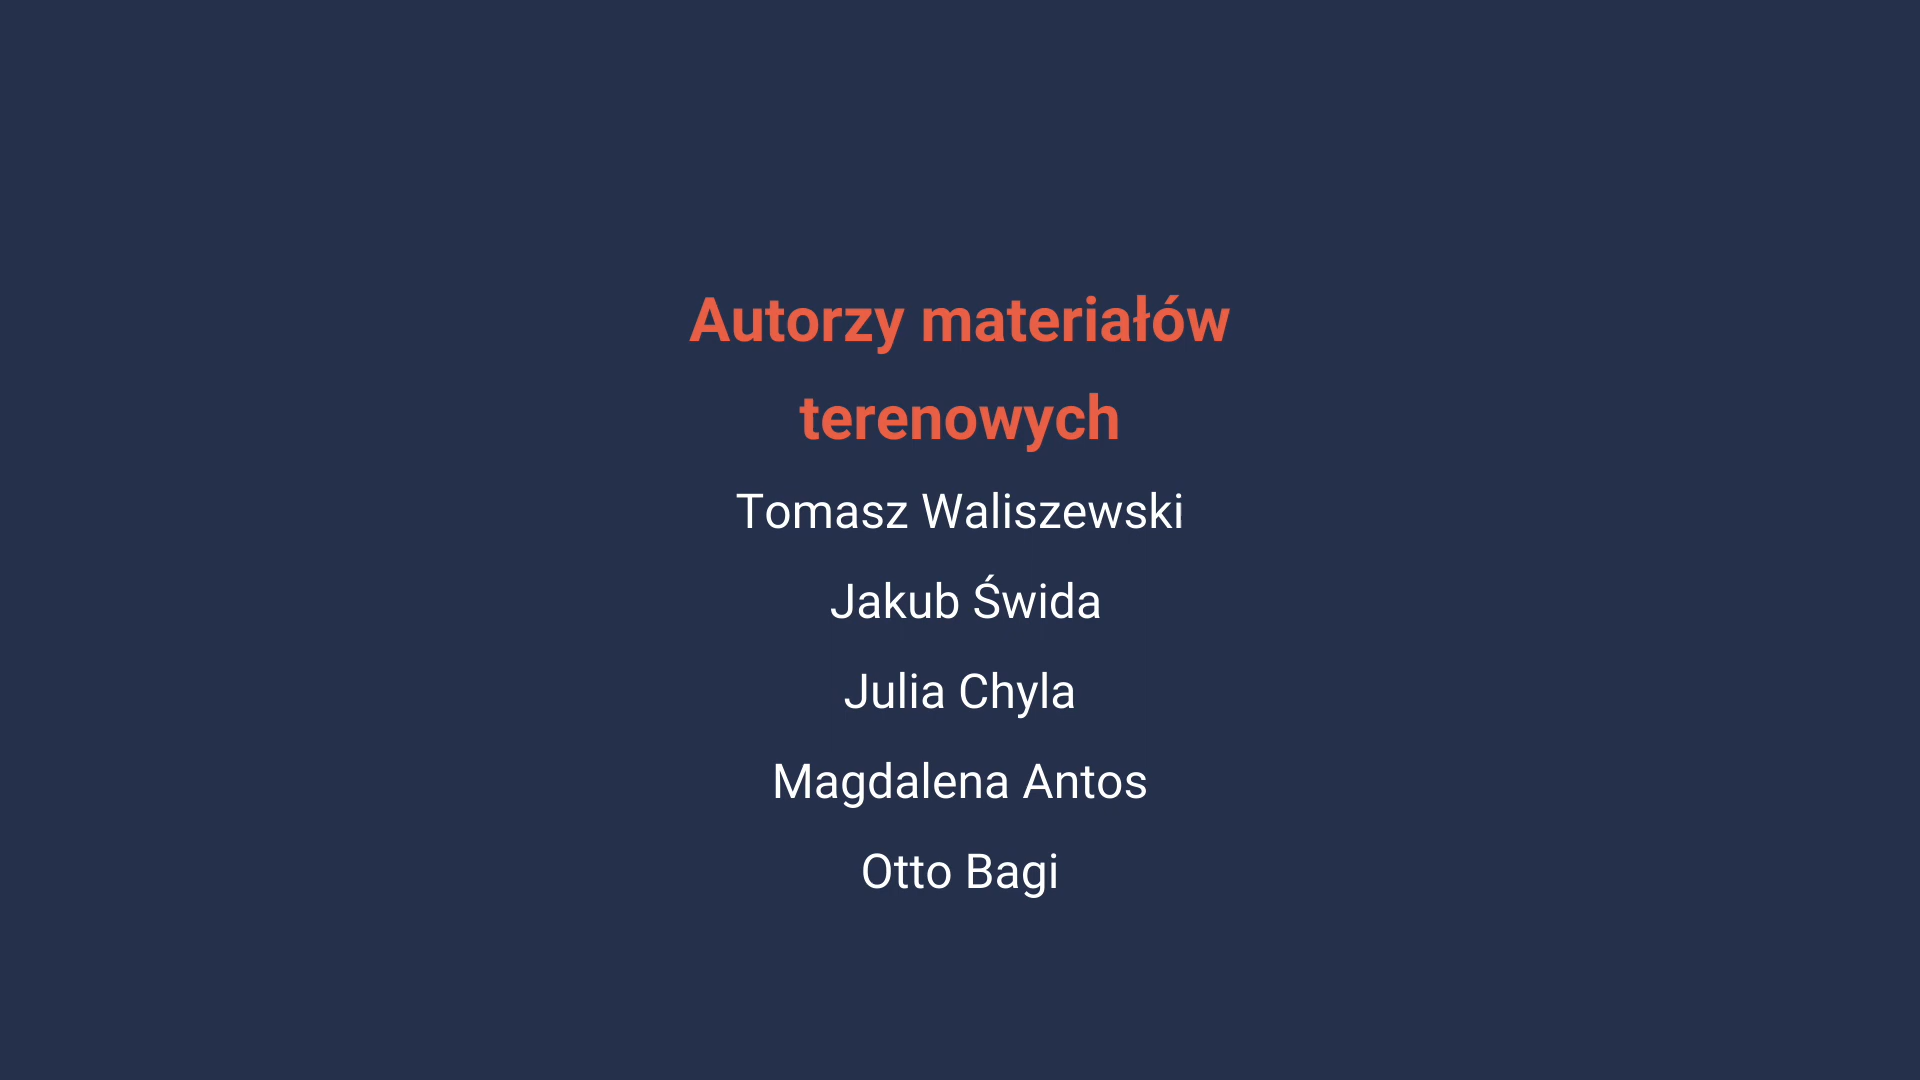 Autorzy materiałów
terenowych
Tomasz Waliszewski
Jakub Świda
Julia Chyla
Magdalena Antos
Otto Bagi